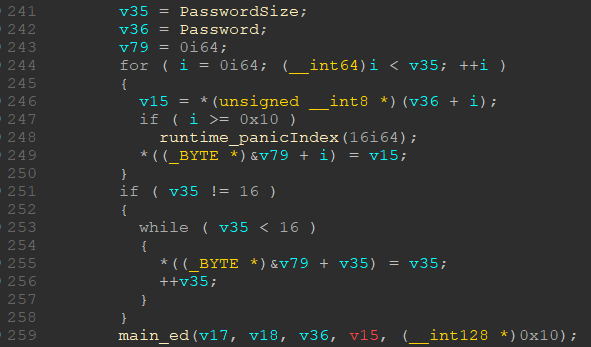 241 v35 = PasswordSize;
242 v36 = Password;
243 v79 = 0i64;
244 for ( i = 0i64; (__int64)i < v35; ++i )
245 {
246 v15 = *(unsigned __int8 *)(v36 + i);
247 if ( i >= 0x10 )
248 runtime_panicIndex(16i64);
249 *((_BYTE *)&v79 + i) = v15;
250 }
251 if ( v35 != 16 )
252 {
253 while ( v35 < 16 )
254 {
255 *((_BYTE *)&v79 + v35) = v35;
256 ++v35;
257 }
258 }
259 main_ed(v17, v18, v36, v15, (__int128 *)0x10);